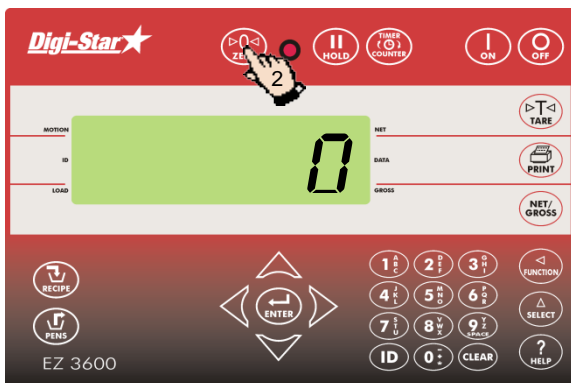 Digi-Star
0
ZERO
2
HOLD
TIMER
COUNTER
ON
OFF
T
TARE
MOTION
NET
ID
DATA
PRINT
LOAD
GROSS
0
NET/
GROSS
RECIPE
PENS
EZ 3600
ENTER
1 A B C
2 D E F
3 G H I
FUNCTION
4 J K L
5 M N O
6 P Q R
SELECT
7 S T U
8 V W X
9 Y Z SPACE
ID
0 - + *
CLEAR
?
HELP